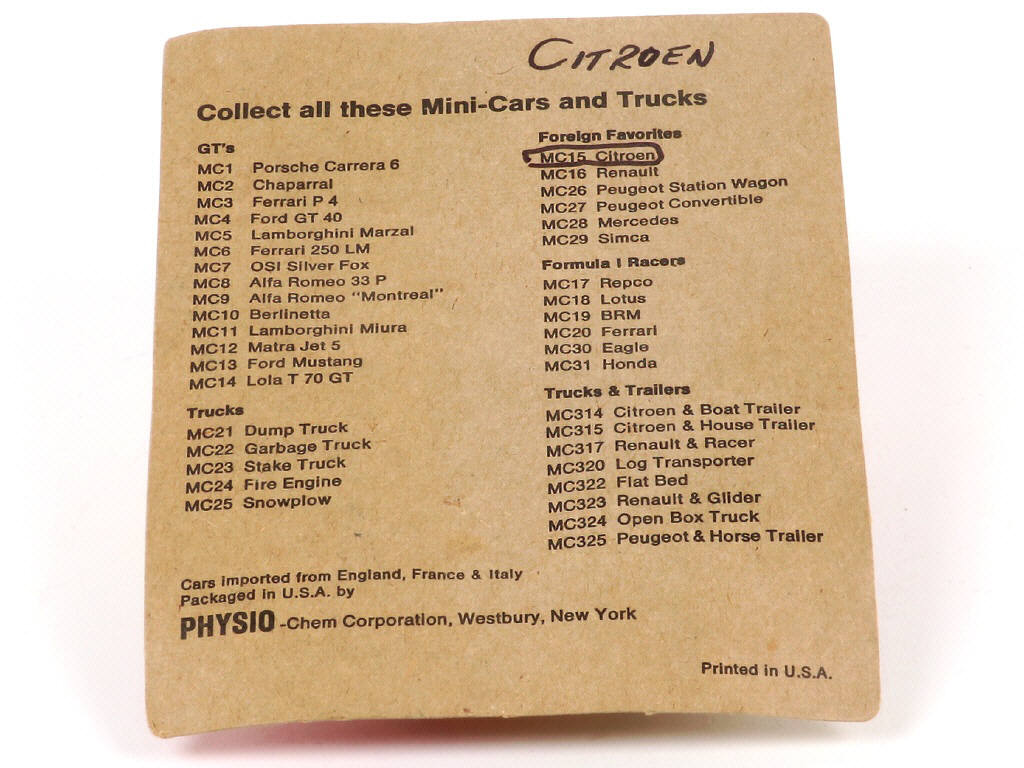 CITROEN
Collect all these Mini-Cars and Trucks
GT's
MC1 Porsche Carrera 6
MC2 Chaparral
MC3 Ferrari P 4
MC4 Ford GT 40
MC5 Lamborghini Marzal
MC6 Ferrari 250 LM
MC7 OSI Silver Fox
MC8 Alfa Romeo 33 P
MC9 Alfa Romeo "Montreal"
MC10 Berlinetta
MC11 Lamborghini Miura
MC12 Matra Jet 5
MC13 Ford Mustang
MC14 Lola T 70 GT
Trucks
MC21 Dump Truck
MC22 Garbage Truck
MC23 Stake Truck
MC24 Fire Engine
MC25 Snowplow
Foreign Favorites
MC15 Citroen
MC16 Renault
MC26 Peugeot Station Wagon
MC27 Peugeot Convertible
MC28 Mercedes
MC29 Simca
Formula I Racers
MC17 Repco
MC18 Lotus
MC19 BRM
MC20 Ferrari
MC30 Eagle
MC31 Honda
Trucks & Trailers
MC314 Citroen & Boat Trailer
MC315 Citroen & House Trailer
MC317 Renault & Racer
MC320 Log Transporter
MC322 Flat Bed
MC323 Renault & Glider
MC324 Open Box Truck
MC325 Peugeot & Horse Trailer
Cars imported from England, France & Italy
Packaged in U.S.A. by
PHYSIO-Chem Corporation, Westbury, New York
Printed in U.S.A.